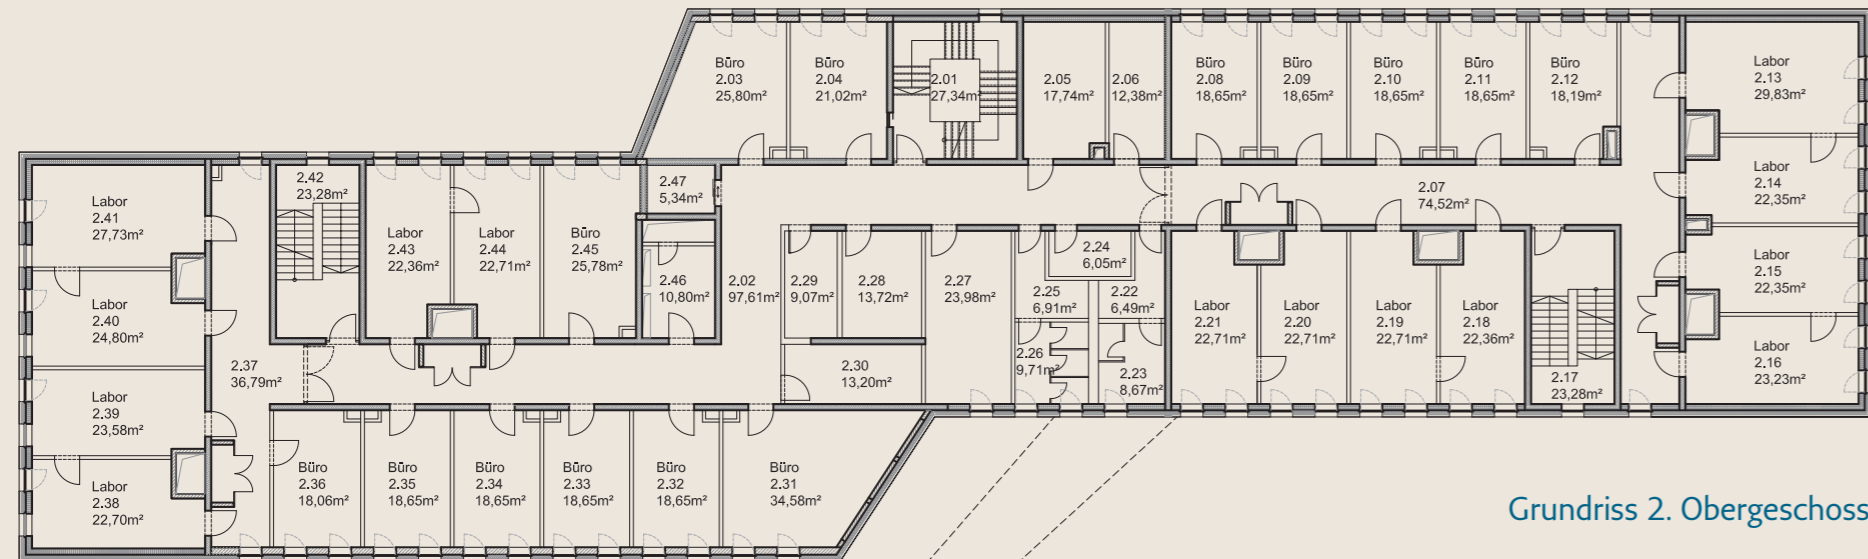 Büro
2.03
25,80m²
Büro
2.04
21,02m²
2.01
27,34m²
2.05
17,74m²
2.06
12,38m²
Büro
2.08
18,65m²
Büro
2.09
18,65m²
Büro
2.10
18,65m²
Büro
2.11
18,65m²
Büro
2.12
18,19m²
Labor
2.13
29,83m²
Labor
2.41
27,73m²
2.42
23,28m²
Labor
2.43
22,36m²
Labor
2.44
22,71m²
Büro
2.45
25,78m²
2.47
5,34m²
2.07
74,52m²
Labor
2.14
22,35m²
Labor
2.40
24,80m²
2.46
10,80m²
2.02
97,61m²
2.29
9,07m²
2.28
13,72m²
2.27
23,98m²
2.24
6,05m²
2.25
6,91m²
2.22
6,49m²
Labor
2.21
22,71m²
Labor
2.20
22,71m²
Labor
2.19
22,71m²
Labor
2.18
22,36m²
Labor
2.15
22,35m²
2.37
36,79m²
2.30
13,20m²
2.26
9,71m²
2.23
8,67m²
2.17
23,28m²
Labor
2.16
23,23m²
Labor
2.39
23,58m²
Labor
2.38
22,70m²
Büro
2.36
18,06m²
Büro
2.35
18,65m²
Büro
2.34
18,65m²
Büro
2.33
18,65m²
Büro
2.32
18,65m²
Büro
2.31
34,58m²
Grundriss 2. Obergeschoss